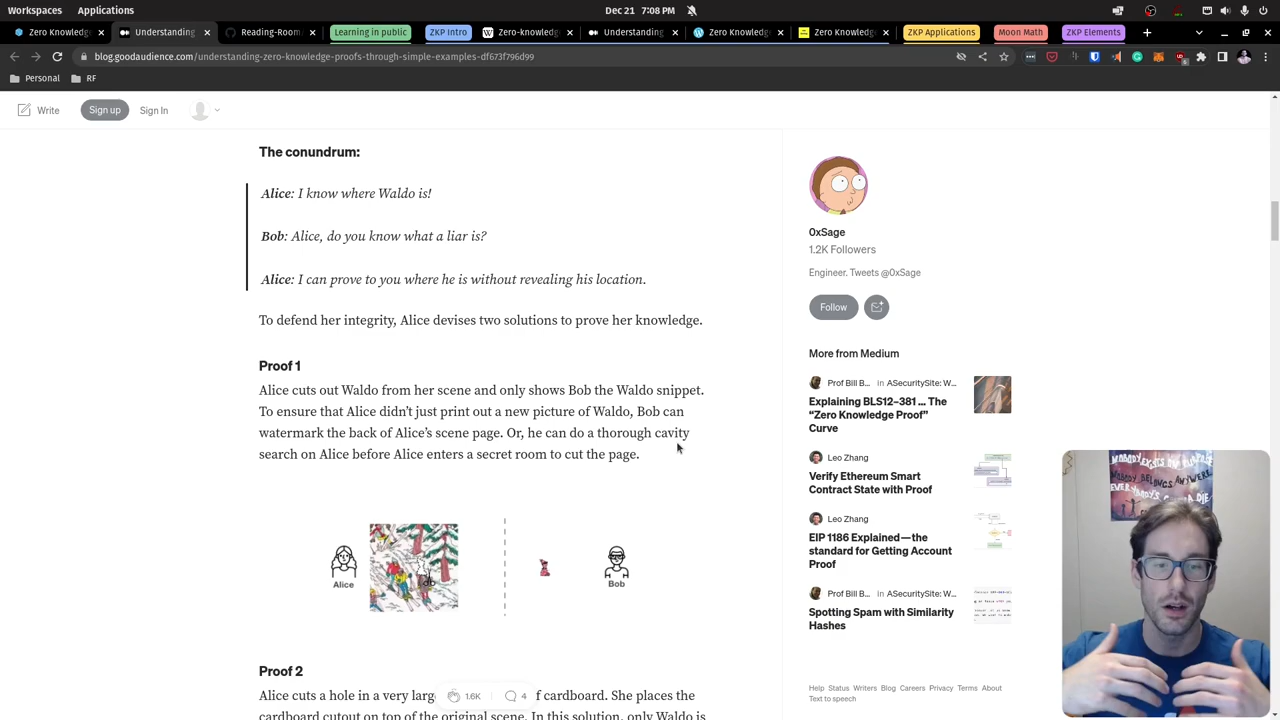 Workspaces Applications Dec 21 7:08 PM
Zero Knowledge Understanding Reading-Room Learning in public ZKP Intro Zero-knowledge Understanding Zero Knowledge Zero Knowledge ZKP Applications Moon Math ZKP Elements
blog.goodaudience.com/understanding-zero-knowledge-proofs-through-simple-examples-df673f796d99
Personal RF
Write Sign up Sign In
The conundrum:
Alice: I know where Waldo is!
Bob: Alice, do you know what a liar is?
Alice: I can prove to you where he is without revealing his location.
To defend her integrity, Alice devises two solutions to prove her knowledge.
Proof 1
Alice cuts out Waldo from her scene and only shows Bob the Waldo snippet.
To ensure that Alice didn’t just print out a new picture of Waldo, Bob can
watermark the back of Alice’s scene page. Or, he can do a thorough cavity
search on Alice before Alice enters a secret room to cut the page.
Alice
Bob
Proof 2
Alice cuts a hole in a very large f cardboard. She places the
1.6K 4
cardboard cutout on top of the original scene. In this solution, only Waldo is
0xSage
1.2K Followers
Engineer. Tweets @0xSage
Follow
More from Medium
Prof Bill B... in ASecuritySite: W...
Explaining BLS12–381 ... The
“Zero Knowledge Proof”
Curve
Leo Zhang
Verify Ethereum Smart
Contract State with Proof
Leo Zhang
EIP 1186 Explained — the
standard for Getting Account
Proof
Prof Bill B... in ASecuritySite: W...
Spotting Spam with Similarity
Hashes
Help Status Writers Blog Careers Privacy Terms About
Text to speech